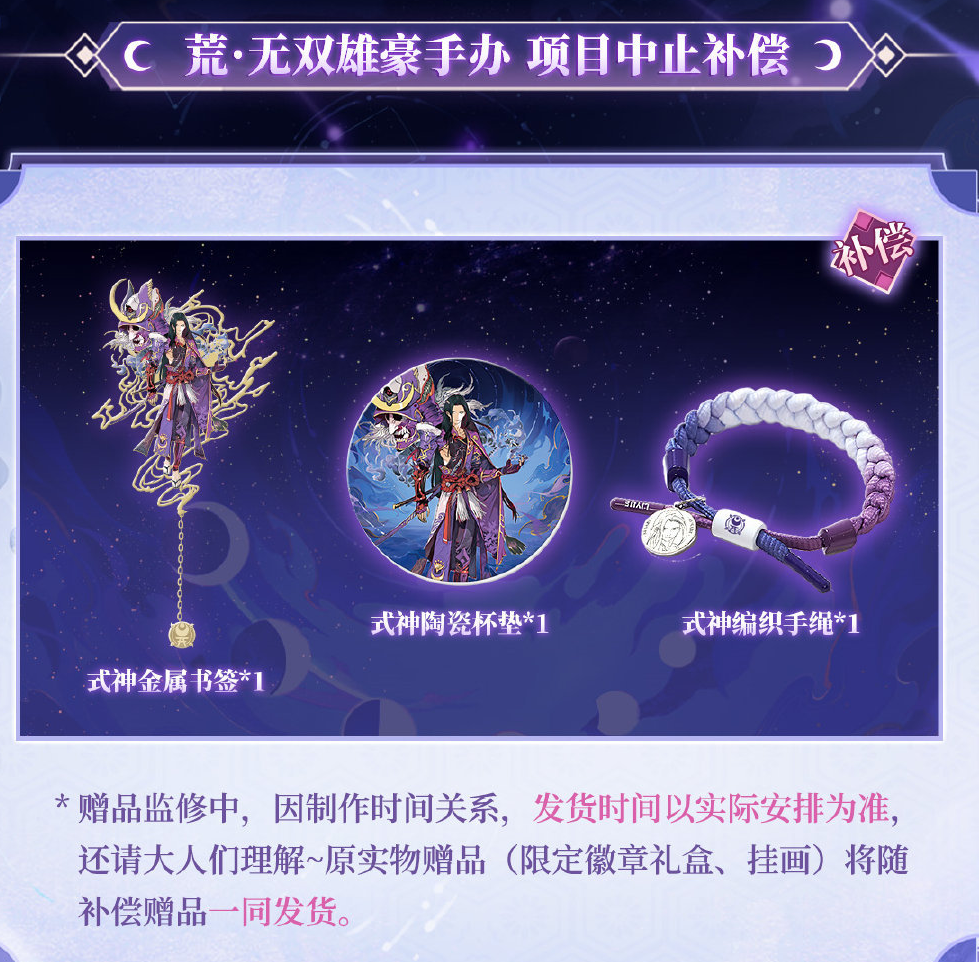 荒·无双雄豪手办 项目中止补偿
补偿
式神陶瓷杯垫*1
式神编织手绳*1
式神金属书签*1
*赠品监修中，因制作时间关系，发货时间以实际安排为准，
还请大人们理解~原实物赠品（限定徽章礼盒、挂画）将随
补偿赠品一同发货。